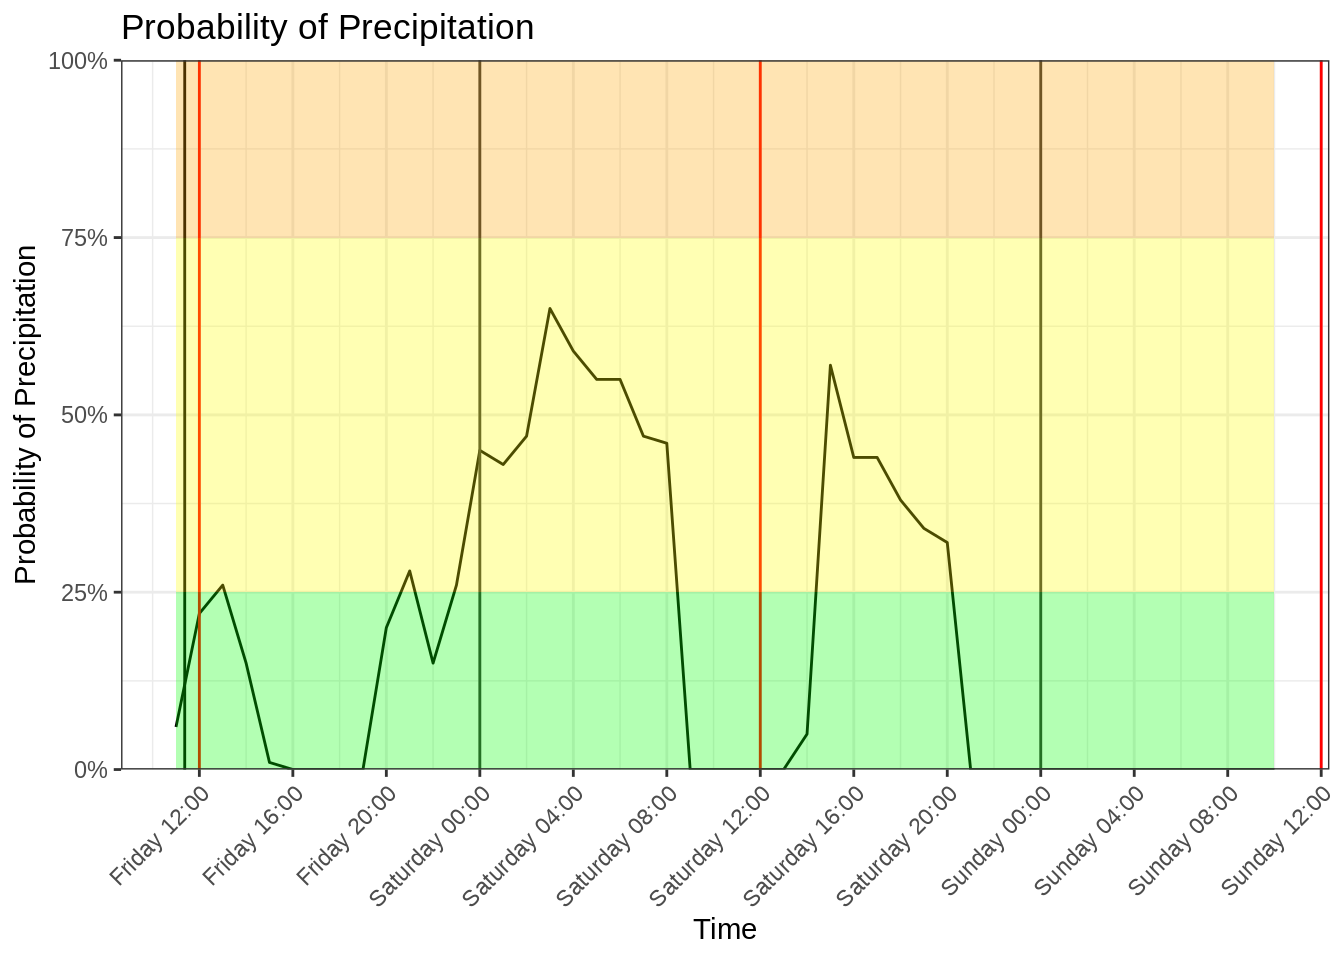 Probability of Precipitation
Probability of Precipitation
100%
75%
50%
25%
0%
Friday 12:00
Friday 16:00
Friday 20:00
Saturday 00:00
Saturday 04:00
Saturday 08:00
Saturday 12:00
Saturday 16:00
Saturday 20:00
Sunday 00:00
Sunday 04:00
Sunday 08:00
Sunday 12:00
Time